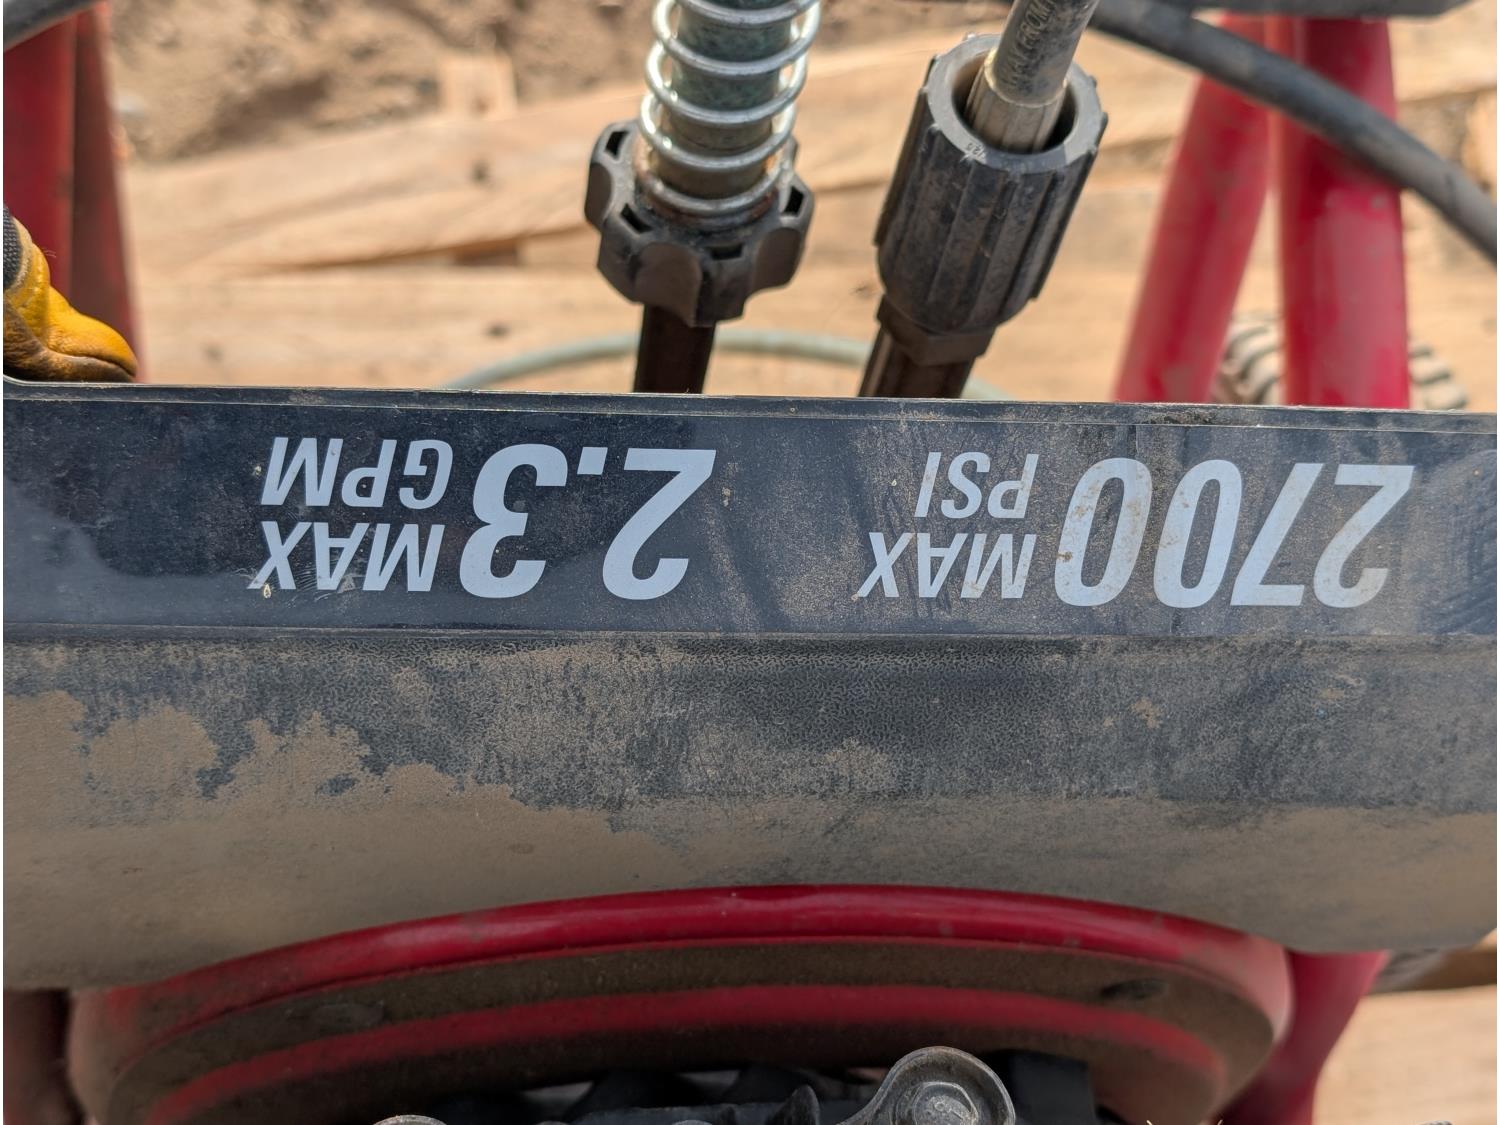 2700 MAX PSI
2.3 MAX GPM